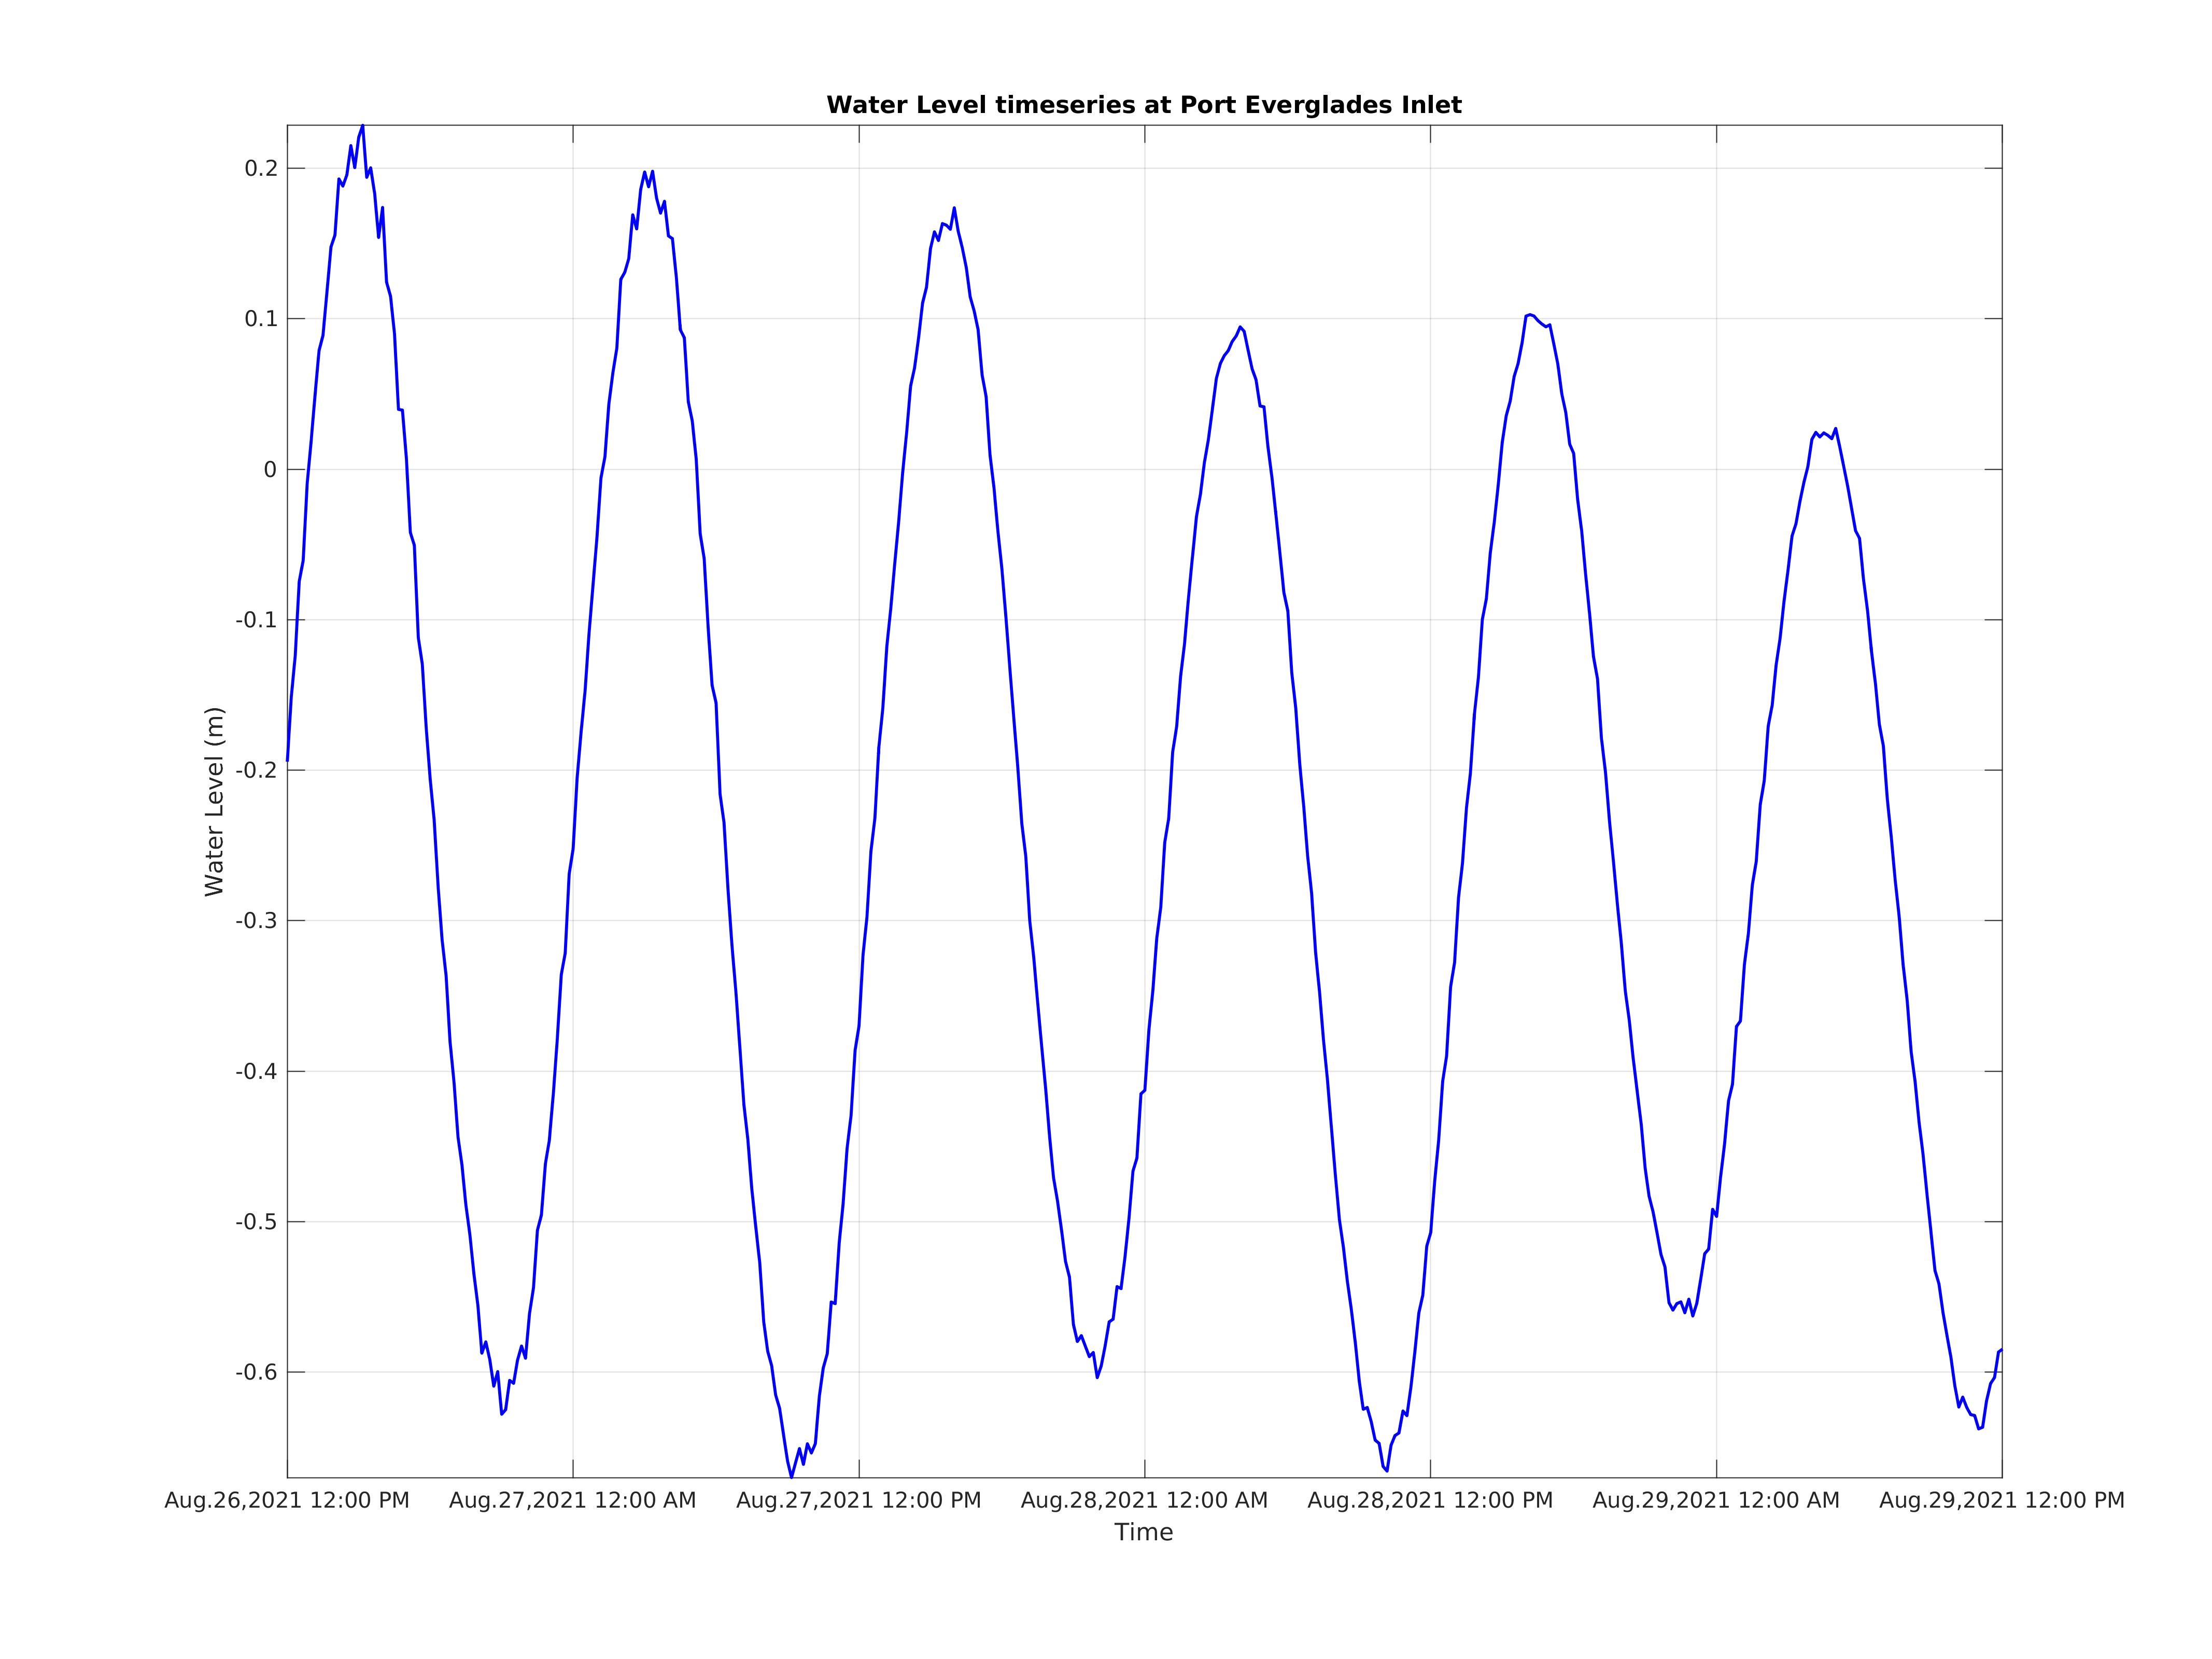 Water Level timeseries at Port Everglades Inlet
0.2
0.1
0
-0.1
-0.2
-0.3
-0.4
-0.5
-0.6
Water Level (m)
Aug.26,2021 12:00 PM Aug.27,2021 12:00 AM Aug.27,2021 12:00 PM Aug.28,2021 12:00 AM Aug.28,2021 12:00 PM Aug.29,2021 12:00 AM Aug.29,2021 12:00 PM
Time